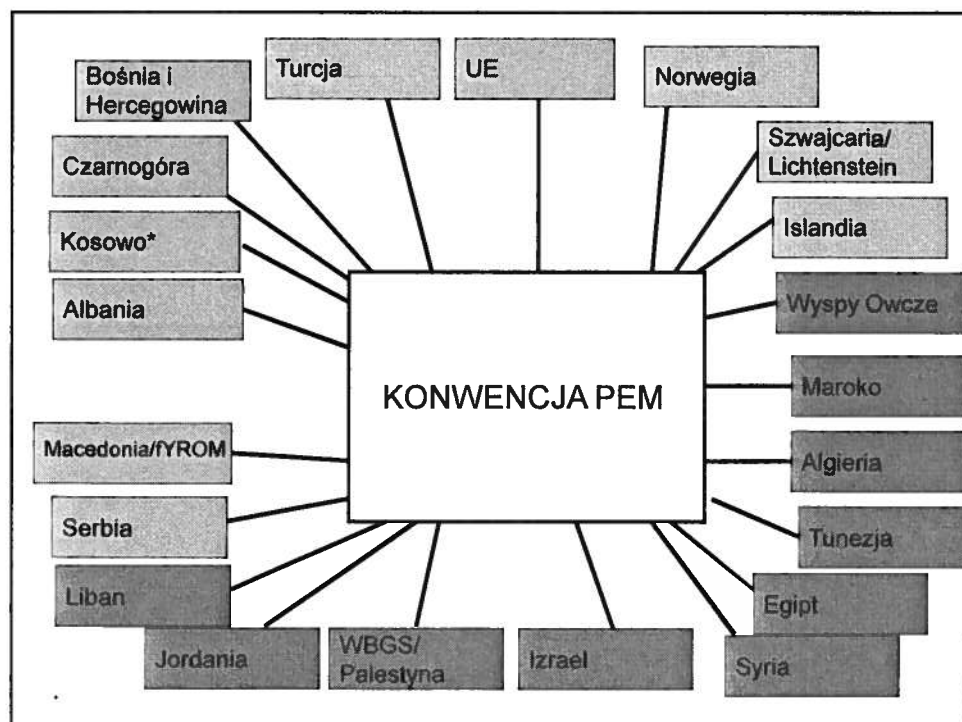 Bośnia i
Hercegowina
Turcja
UE
Norwegia
Szwajcaria/
Lichtenstein
Czarnogóra
Islandia
Kosowo*
Wyspy Owcze
Albania
KONWENCJA PEM
Maroko
Macedonia/fYROM
Algieria
Serbia
Tunezja
Liban
Egipt
Jordania
WBGS/
Palestyna
Izrael
Syria